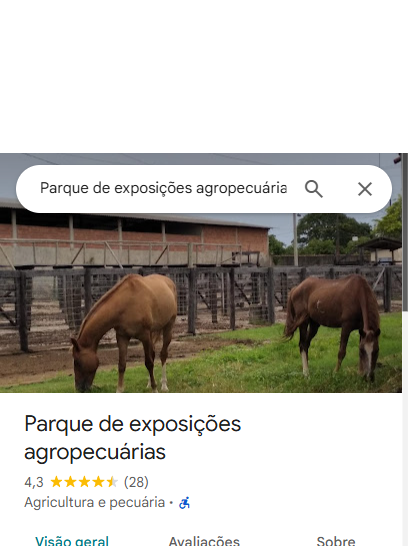 Parque de exposições agropecuária
Parque de exposições
agropecuárias
4,3 (28)
Agricultura e pecuária ·
Visão geral Avaliações Sobre